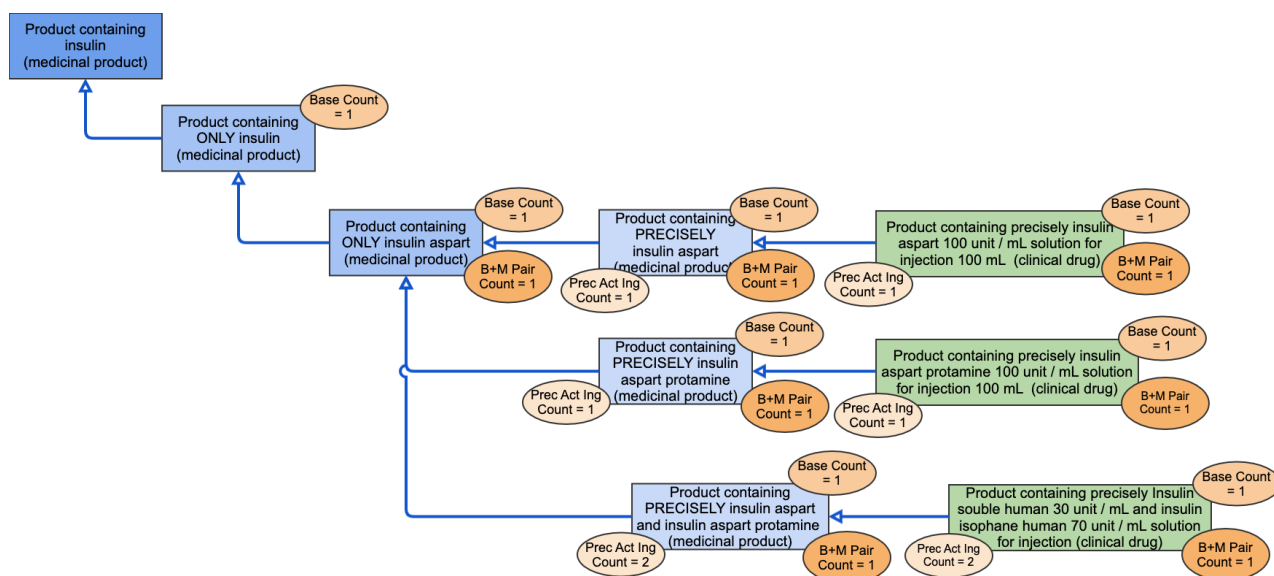 Product containing
insulin
(medicinal product)
Base Count
= 1
Product containing
ONLY insulin
(medicinal product)
Base Count
= 1
Product containing
ONLY insulin aspart
(medicinal product)
B+M Pair
Count = 1
Base Count
= 1
Product containing
PRECISELY
insulin aspart
(medicinal product)
Prec Act Ing
Count = 1
B+M Pair
Count = 1
Base Count
= 1
Product containing precisely insulin
aspart 100 unit / mL solution for
injection 100 mL (clinical drug)
Prec Act Ing
Count = 1
B+M Pair
Count = 1
Base Count
= 1
Product containing
PRECISELY insulin
aspart protamine
(medicinal product)
Prec Act Ing
Count = 1
B+M Pair
Count = 1
Base Count
= 1
Product containing precisely insulin
aspart protamine 100 unit / mL solution
for injection 100 mL (clinical drug)
Prec Act Ing
Count = 1
B+M Pair
Count = 1
Base Count
= 1
Product containing
PRECISELY insulin aspart
and insulin aspart protamine
(medicinal product)
Prec Act Ing
Count = 2
B+M Pair
Count = 1
Base Count
= 1
Product containing precisely Insulin
souble human 30 unit / mL and insulin
isophane human 70 unit / mL solution
for injection (clinical drug)
Prec Act Ing
Count = 2
B+M Pair
Count = 1